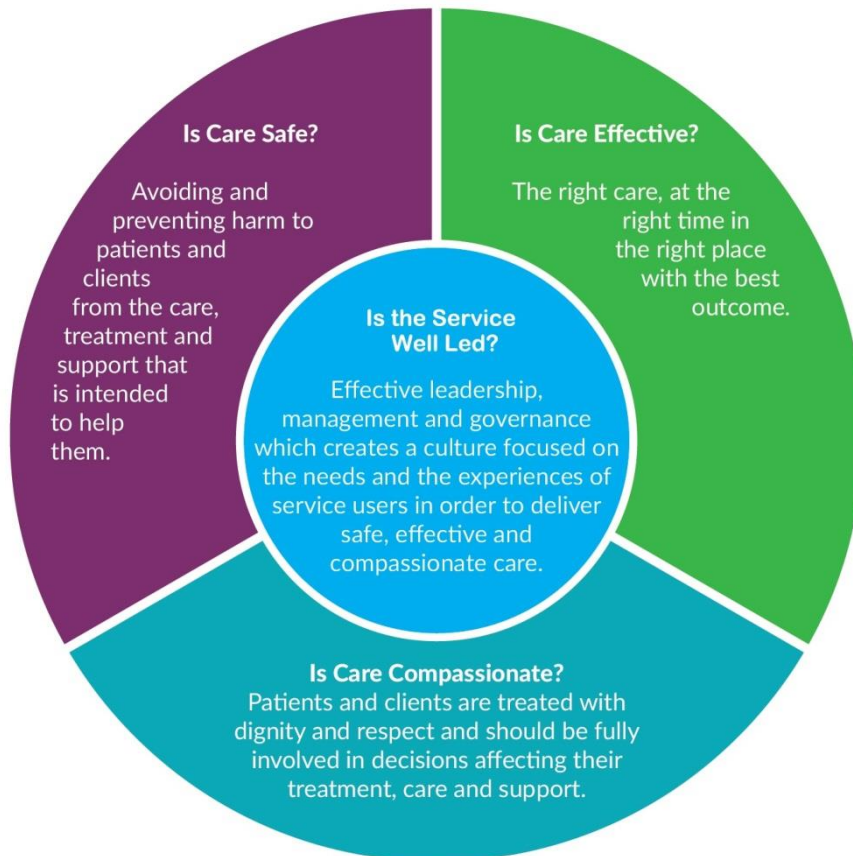 Is Care Safe?
Avoiding and
preventing harm to
patients and
clients
from the care,
treatment and
support that
is intended
to help
them.
Is Care Effective?
The right care, at the
right time in
the right place
with the best
outcome.
Is the Service
Well Led?
Effective leadership,
management and governance
which creates a culture focused on
the needs and the experiences of
service users in order to deliver
safe, effective and
compassionate care.
Is Care Compassionate?
Patients and clients are treated with
dignity and respect and should be fully
involved in decisions affecting their
treatment, care and support.